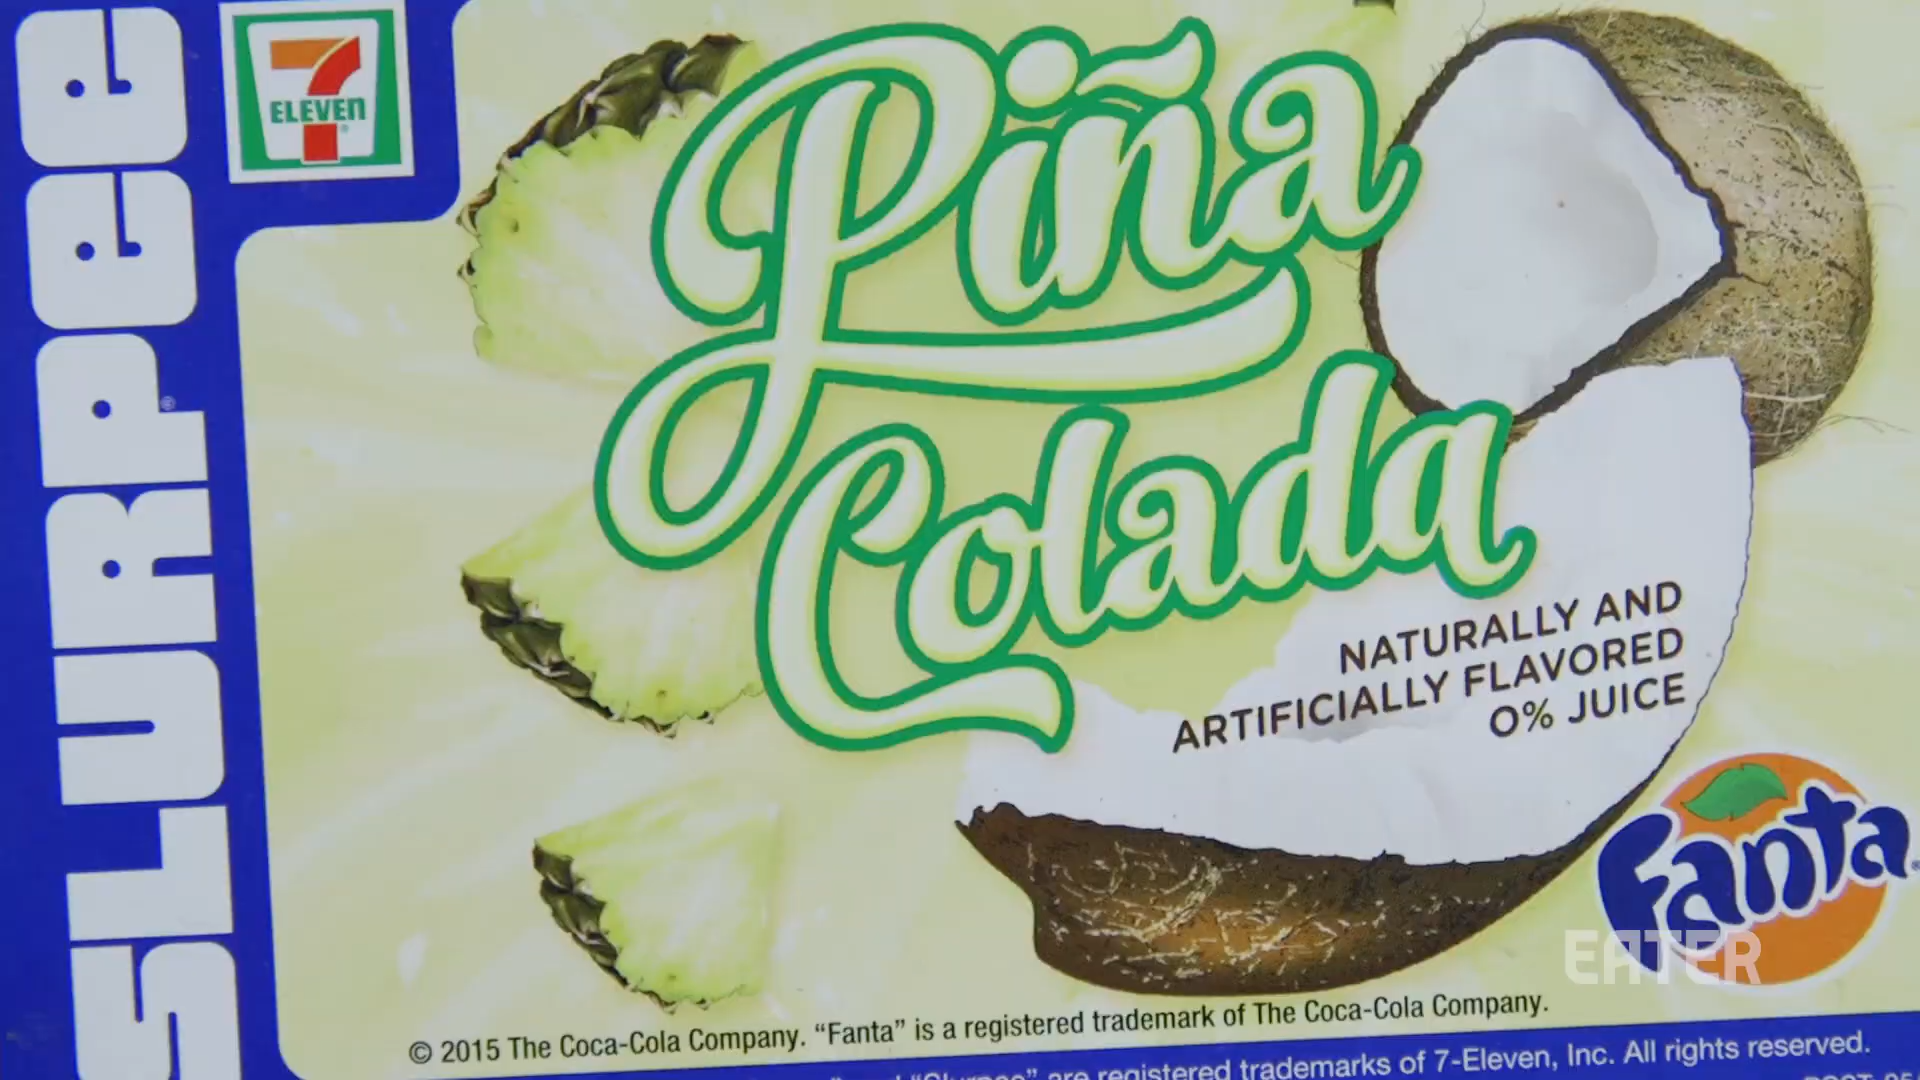 SLURPEE
7
ELEVEN
Piña
Colada
NATURALLY AND
ARTIFICIALLY FLAVORED
0% JUICE
Fanta
EATER
© 2015 The Coca-Cola Company. “Fanta” is a registered trademark of The Coca-Cola Company.
are registered trademarks of 7-Eleven, Inc. All rights reserved.